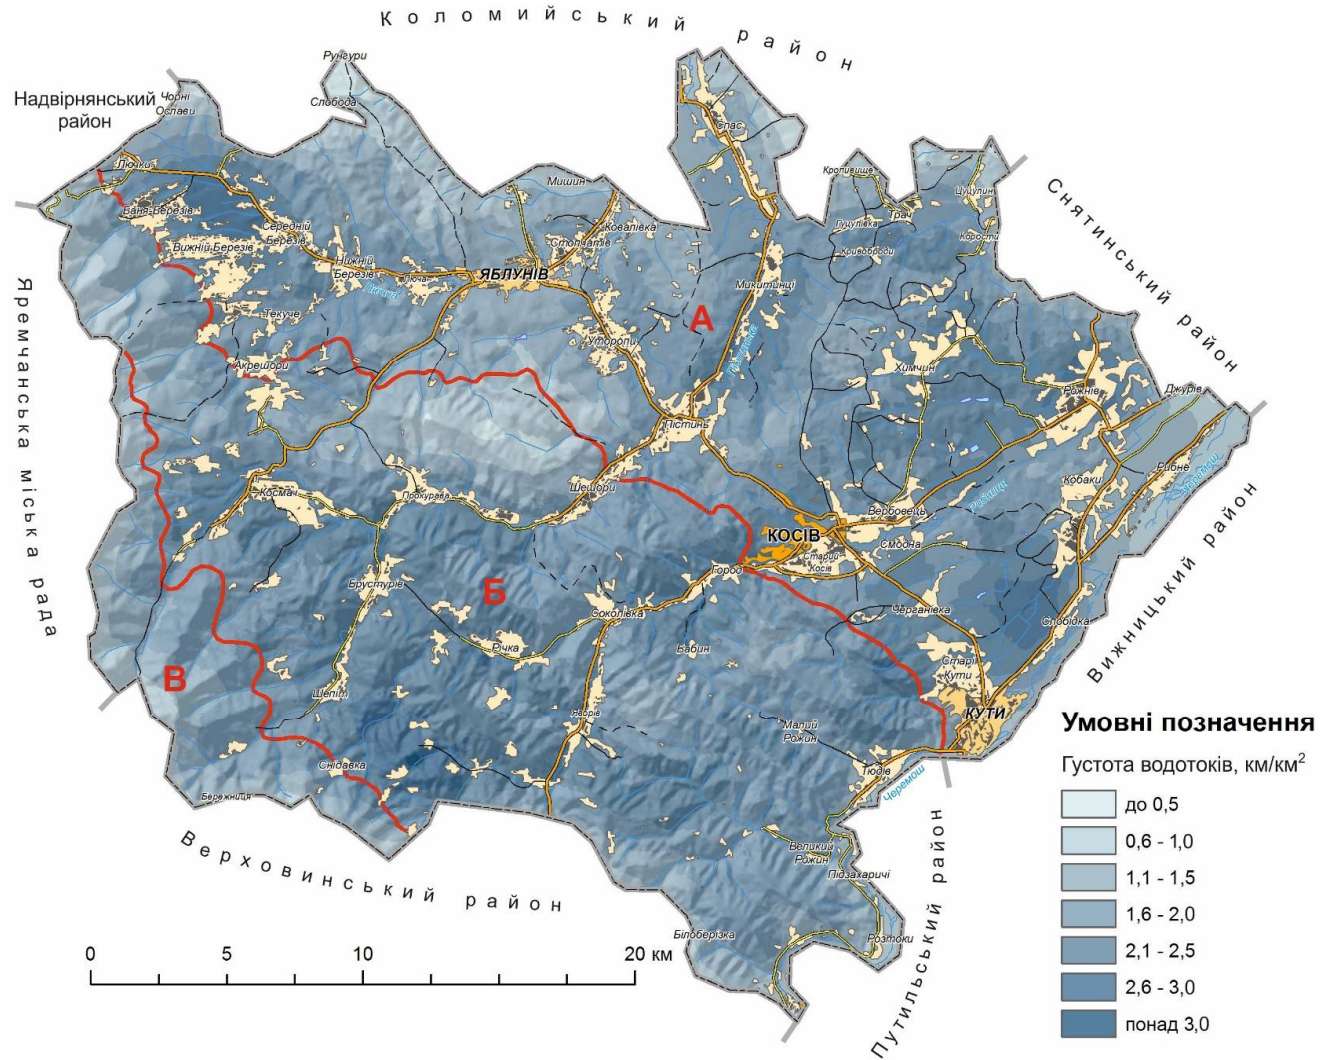 Коломийський район
Надвірнянський
район
Снятинський район
Вижницький район
Путильський район
Верховинський район
Яремчанська міська рада
Рунгури
Слобода
Чорні
Ослави
Лючки
Баня-Березів
Вижній Березів
Середній
Березів
Нижній
Березів
Люча
ЯБЛУНІВ
Мишин
Ковалівка
Стопчатів
Спас
Кропивище
Цуцулин
Трач
Гуцулівка
Кривоброди
Корости
Микитинці
А
Текуче
Акрешори
Уторопи
Химчин
Рожнів
Джурів
Пістинь
Рибне
Черемош
Кобаки
Космач
Прокурава
Шешори
Вербовець
Рибниця
КОСІВ
Старий
Косів
Смодна
Город
Брустурів
Б
Соколівка
Черганівка
Слобідка
Річка
Бабин
Старі
Кути
В
Шепіт
Яворів
КУТИ
Малий
Рожин
Снідавка
Тюдів
Черемош
Бережниця
Великий
Рожин
Підзахаричі
Білоберізка
Розтоки
0 5 10 20 км
Умовні позначення
Густота водотоків, км/км²
до 0,5
0,6 - 1,0
1,1 - 1,5
1,6 - 2,0
2,1 - 2,5
2,6 - 3,0
понад 3,0